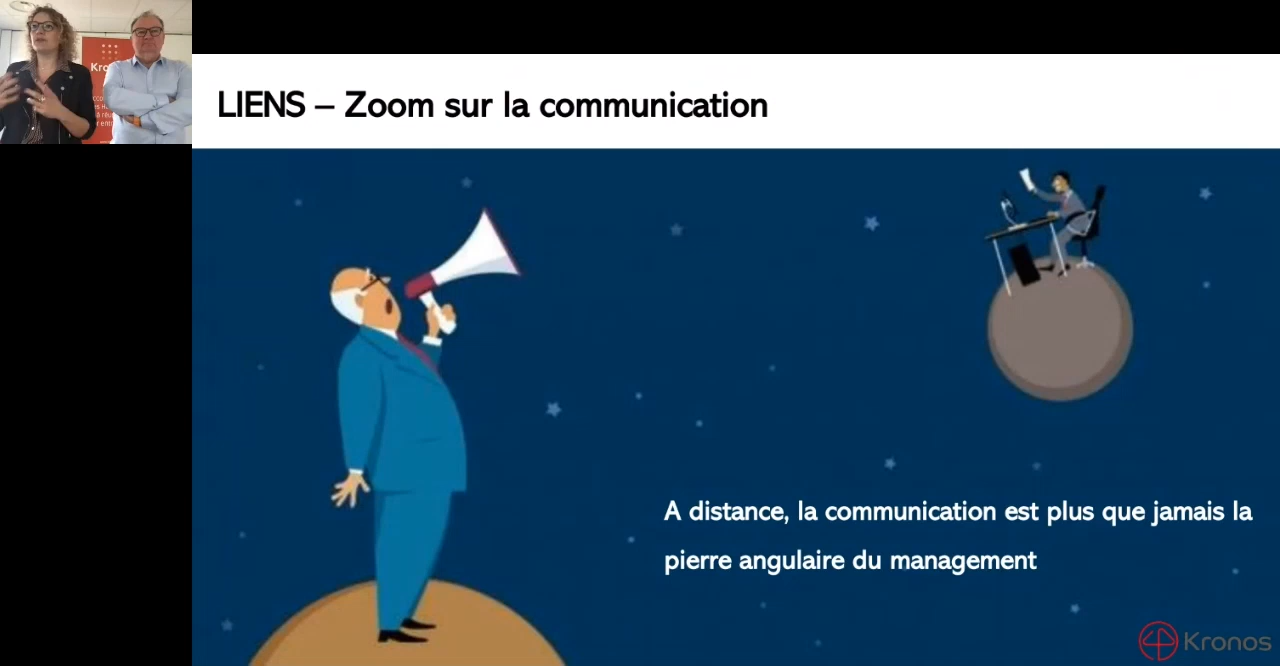 LIENS – Zoom sur la communication
A distance, la communication est plus que jamais la
pierre angulaire du management
Kronos